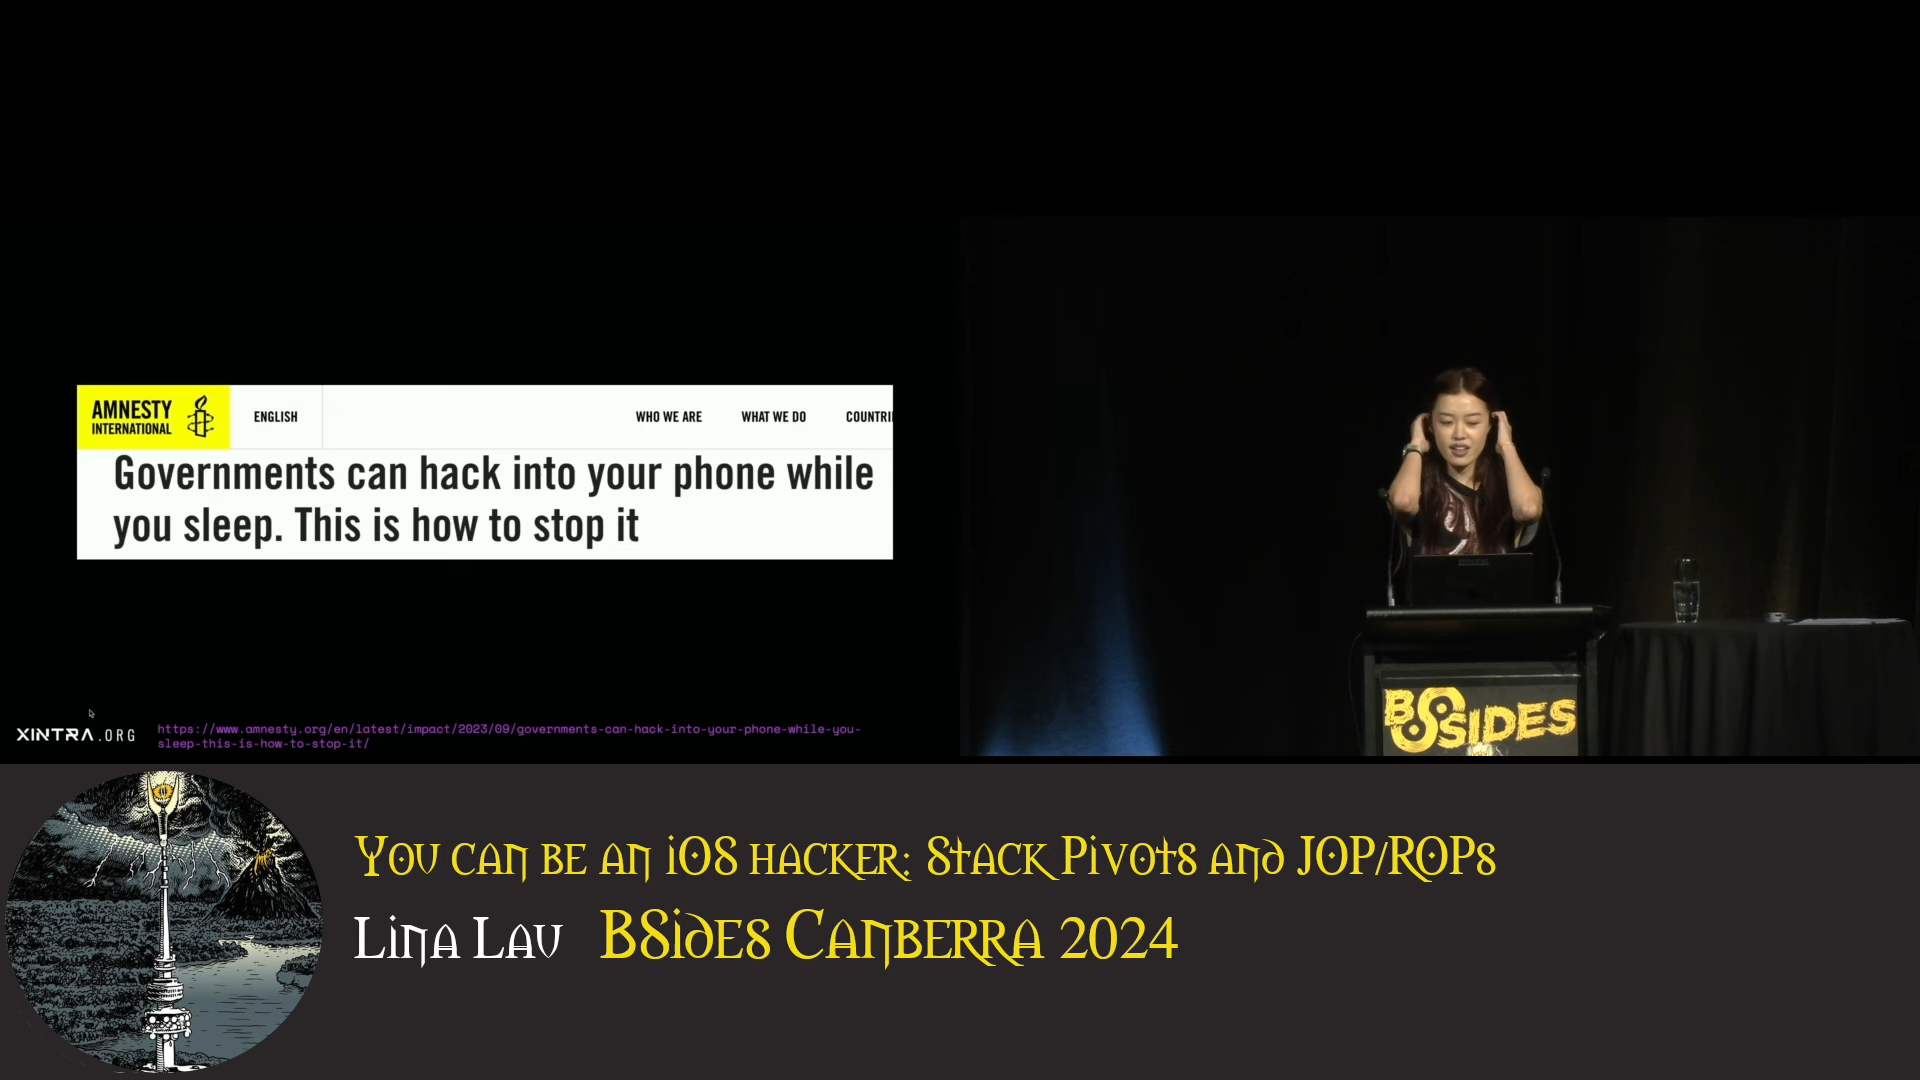 AMNESTY
INTERNATIONAL
ENGLISH
WHO WE ARE
WHAT WE DO
COUNTRI
Governments can hack into your phone while
you sleep. This is how to stop it
XINTRA.ORG
https://www.amnesty.org/en/latest/impact/2023/09/governments-can-hack-into-your-phone-while-you-
sleep-this-is-how-to-stop-it/
BSIDES
You can be an iOS hacker: Stack Pivots and JOP/ROPs
Lina Lau BSides Canberra 2024